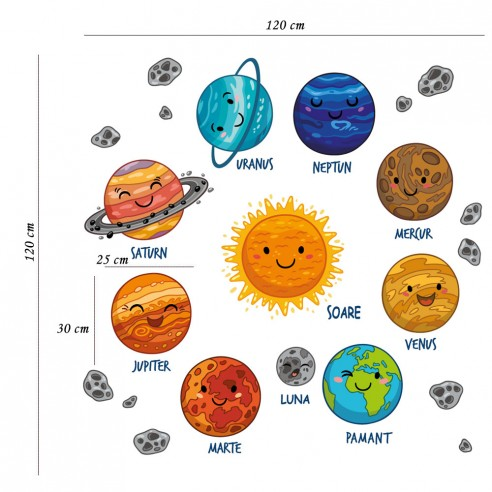 120 cm
120 cm
URANUS
NEPTUN
MERCUR
SATURN
25 cm
SOARE
30 cm
VENUS
JUPITER
LUNA
PAMANT
MARTE